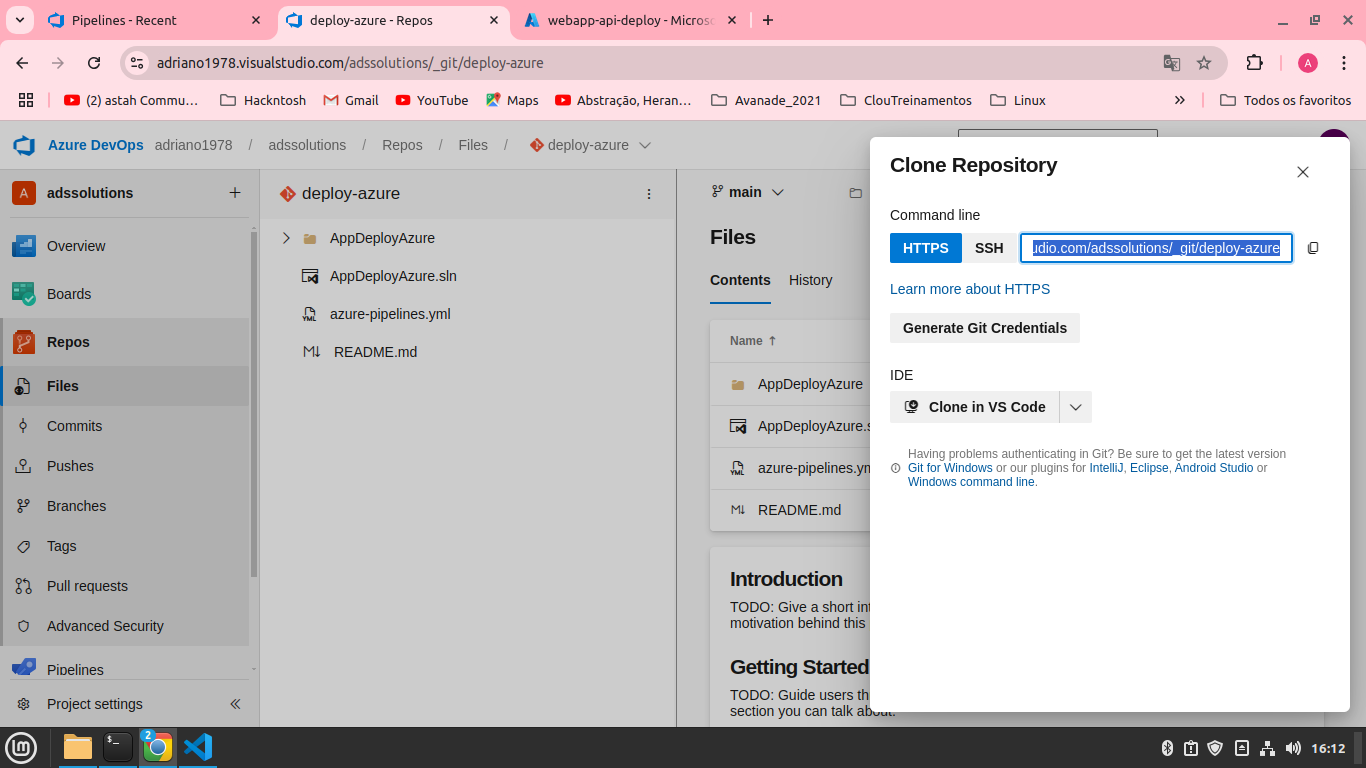 Pipelines - Recent
deploy-azure - Repos
webapp-api-deploy - Microso
adriano1978.visualstudio.com/adssolutions/_git/deploy-azure
A
(2) astah Commu...
Hackntosh
Gmail
YouTube
Maps
Abstração, Heran...
Avanade_2021
ClouTreinamentos
Linux
Todos os favoritos
Azure DevOps
adriano1978
/
adssolutions
/
Repos
/
Files
/
deploy-azure
A
adssolutions
Overview
Boards
Repos
Files
Commits
Pushes
Branches
Tags
Pull requests
Advanced Security
Pipelines
Project settings
deploy-azure
AppDeployAzure
AppDeployAzure.sln
YML
azure-pipelines.yml
README.md
main
Files
Contents
History
Name ↑
AppDeployAzure
AppDeployAzure.s
YML
azure-pipelines.ym
README.md
Introduction
TODO: Give a short int
motivation behind this
Getting Started
TODO: Guide users th
section you can talk about:
Clone Repository
Command line
HTTPS
SSH
udio.com/adssolutions/_git/deploy-azure
Learn more about HTTPS
Generate Git Credentials
IDE
Clone in VS Code
Having problems authenticating in Git? Be sure to get the latest version
Git for Windows or our plugins for IntelliJ, Eclipse, Android Studio or
Windows command line.
$_
2
16:12